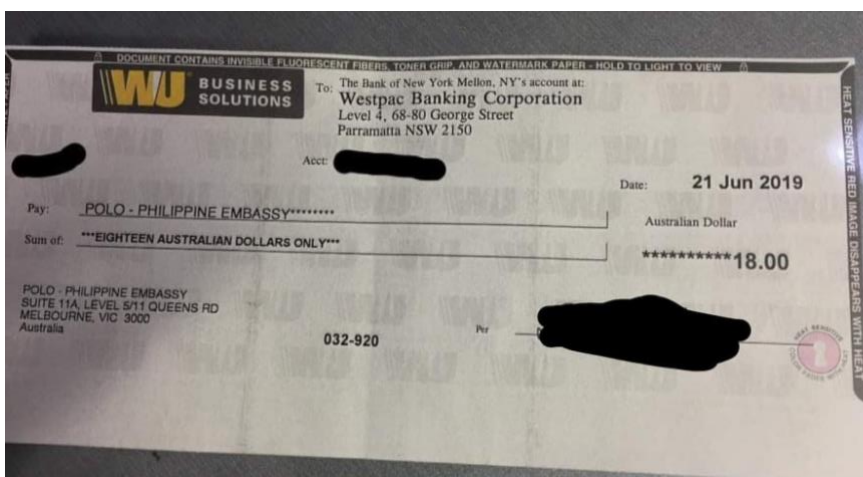 DOCUMENT CONTAINS INVISIBLE FLUORESCENT FIBERS, TONER GRIP, AND WATERMARK PAPER - HOLD TO LIGHT TO VIEW
WU BUSINESS
SOLUTIONS
To: The Bank of New York Mellon, NY's account at:
Westpac Banking Corporation
Level 4, 68-80 George Street
Parramatta NSW 2150
Acct:
Date: 21 Jun 2019
Pay: POLO - PHILIPPINE EMBASSY********
Australian Dollar
Sum of: ***EIGHTEEN AUSTRALIAN DOLLARS ONLY***
**********18.00
POLO - PHILIPPINE EMBASSY
SUITE 11A, LEVEL 5/11 QUEENS RD
MELBOURNE, VIC 3000
Australia
032-920
Per
HEAT SENSITIVE RED IMAGE DISAPPEARS WITH HEAT
HEAT SENSITIVE